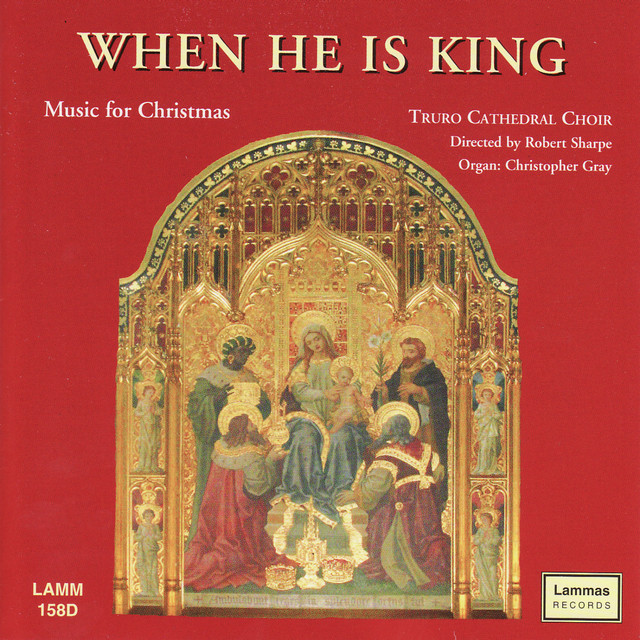 WHEN HE IS KING
Music for Christmas
TRURO CATHEDRAL CHOIR
Directed by Robert Sharpe
Organ: Christopher Gray
LAMM
158D
Lammas
RECORDS